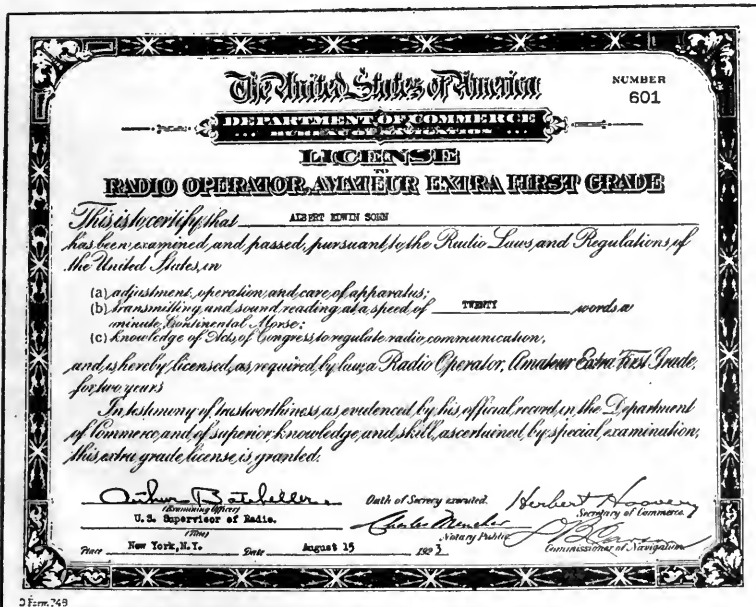 The United States of America
NUMBER
601
DEPARTMENT OF COMMERCE
BUREAU OF NAVIGATION
LICENSE
TO
RADIO OPERATOR, AMATEUR EXTRA FIRST GRADE
This is to certify that ALBERT EDWIN SOHN
has been examined and passed, pursuant to the Radio Laws and Regulations of
the United States, in
(a) adjustment, operation, and care of apparatus;
(b) transmitting and sound reading at a speed of TWENTY words a
minute, Continental Morse;
(c) knowledge of Acts of Congress to regulate radio communication,
and is hereby licensed, as required by law, a Radio Operator, Amateur Extra First Grade,
for two years
In testimony of trustworthiness as evidenced by his official record in the Department
of Commerce and of superior knowledge and skill, ascertained by special examination,
this extra grade license is granted.
Arthur Batcheller Oath of Secrecy executed. Herbert Hoover
(Examining Officer) Secretary of Commerce.
U. S. Supervisor of Radio. Charles Mencher
(Title) Notary Public Commissioner of Navigation
Place New York, N.Y. Date August 15 1923
Form 749